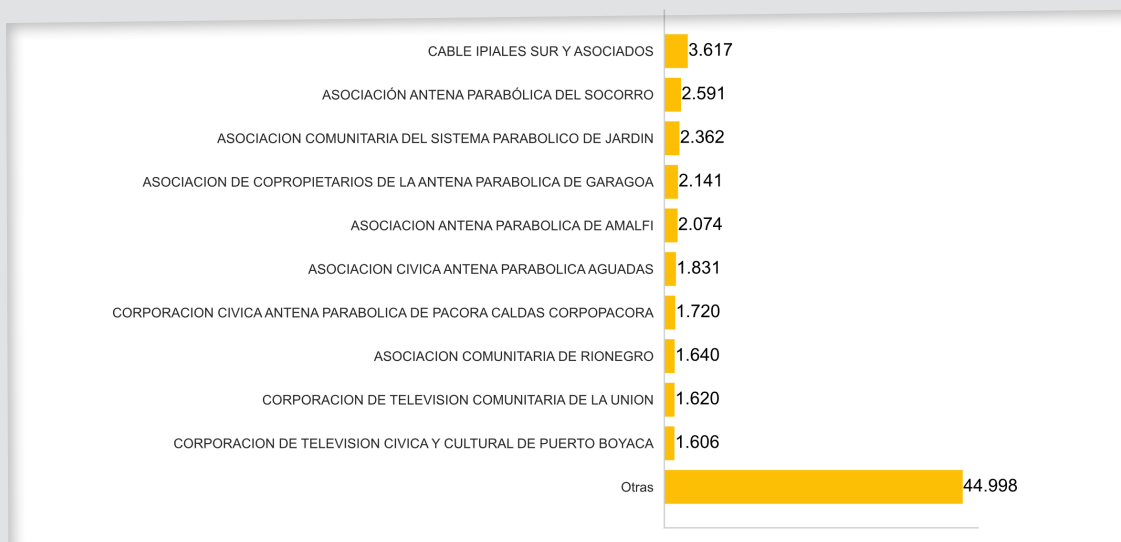 CABLE IPIALES SUR Y ASOCIADOS 3.617
ASOCIACIÓN ANTENA PARABÓLICA DEL SOCORRO 2.591
ASOCIACION COMUNITARIA DEL SISTEMA PARABOLICO DE JARDIN 2.362
ASOCIACION DE COPROPIETARIOS DE LA ANTENA PARABOLICA DE GARAGOA 2.141
ASOCIACION ANTENA PARABOLICA DE AMALFI 2.074
ASOCIACION CIVICA ANTENA PARABOLICA AGUADAS 1.831
CORPORACION CIVICA ANTENA PARABOLICA DE PACORA CALDAS CORPOPACORA 1.720
ASOCIACION COMUNITARIA DE RIONEGRO 1.640
CORPORACION DE TELEVISION COMUNITARIA DE LA UNION 1.620
CORPORACION DE TELEVISION CIVICA Y CULTURAL DE PUERTO BOYACA 1.606
Otras 44.998